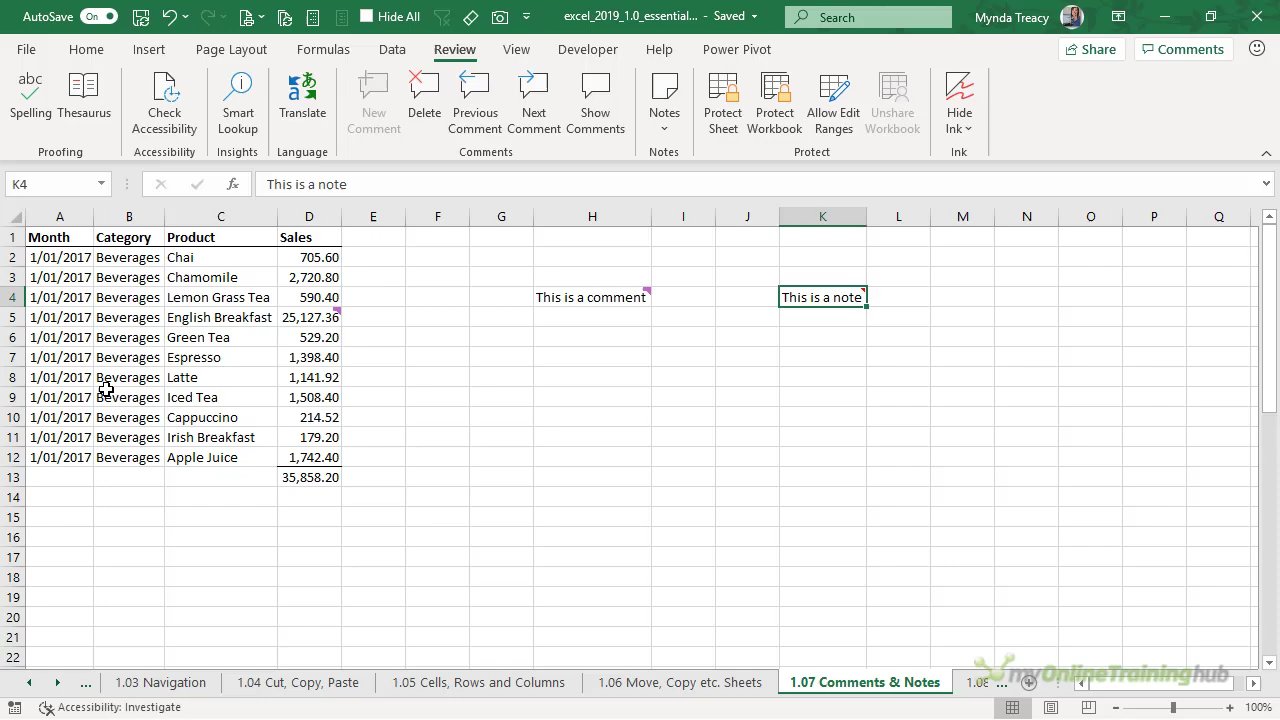 AutoSave On Hide All excel_2019_1.0_essential... - Saved Search Mynda Treacy
File Home Insert Page Layout Formulas Data Review View Developer Help Power Pivot Share Comments
abc
Spelling Thesaurus Check Accessibility Smart Lookup Translate New Comment Delete Previous Comment Next Comment Show Comments Notes Protect Sheet Protect Workbook Allow Edit Ranges Unshare Workbook Hide Ink
Proofing Accessibility Insights Language Comments Notes Protect Ink
K4 fx This is a note
A B C D E F G H I J K L M N O P Q
1 Month Category Product Sales
2 1/01/2017 Beverages Chai 705.60
3 1/01/2017 Beverages Chamomile 2,720.80
4 1/01/2017 Beverages Lemon Grass Tea 590.40 This is a comment This is a note
5 1/01/2017 Beverages English Breakfast 25,127.36
6 1/01/2017 Beverages Green Tea 529.20
7 1/01/2017 Beverages Espresso 1,398.40
8 1/01/2017 Beverages Latte 1,141.92
9 1/01/2017 Beverages Iced Tea 1,508.40
10 1/01/2017 Beverages Cappuccino 214.52
11 1/01/2017 Beverages Irish Breakfast 179.20
12 1/01/2017 Beverages Apple Juice 1,742.40
13 35,858.20
14
15
16
17
18
19
20
21
22
myOnlineTraininghub
... 1.03 Navigation 1.04 Cut, Copy, Paste 1.05 Cells, Rows and Columns 1.06 Move, Copy etc. Sheets 1.07 Comments & Notes 1.08 ...
Accessibility: Investigate 100%